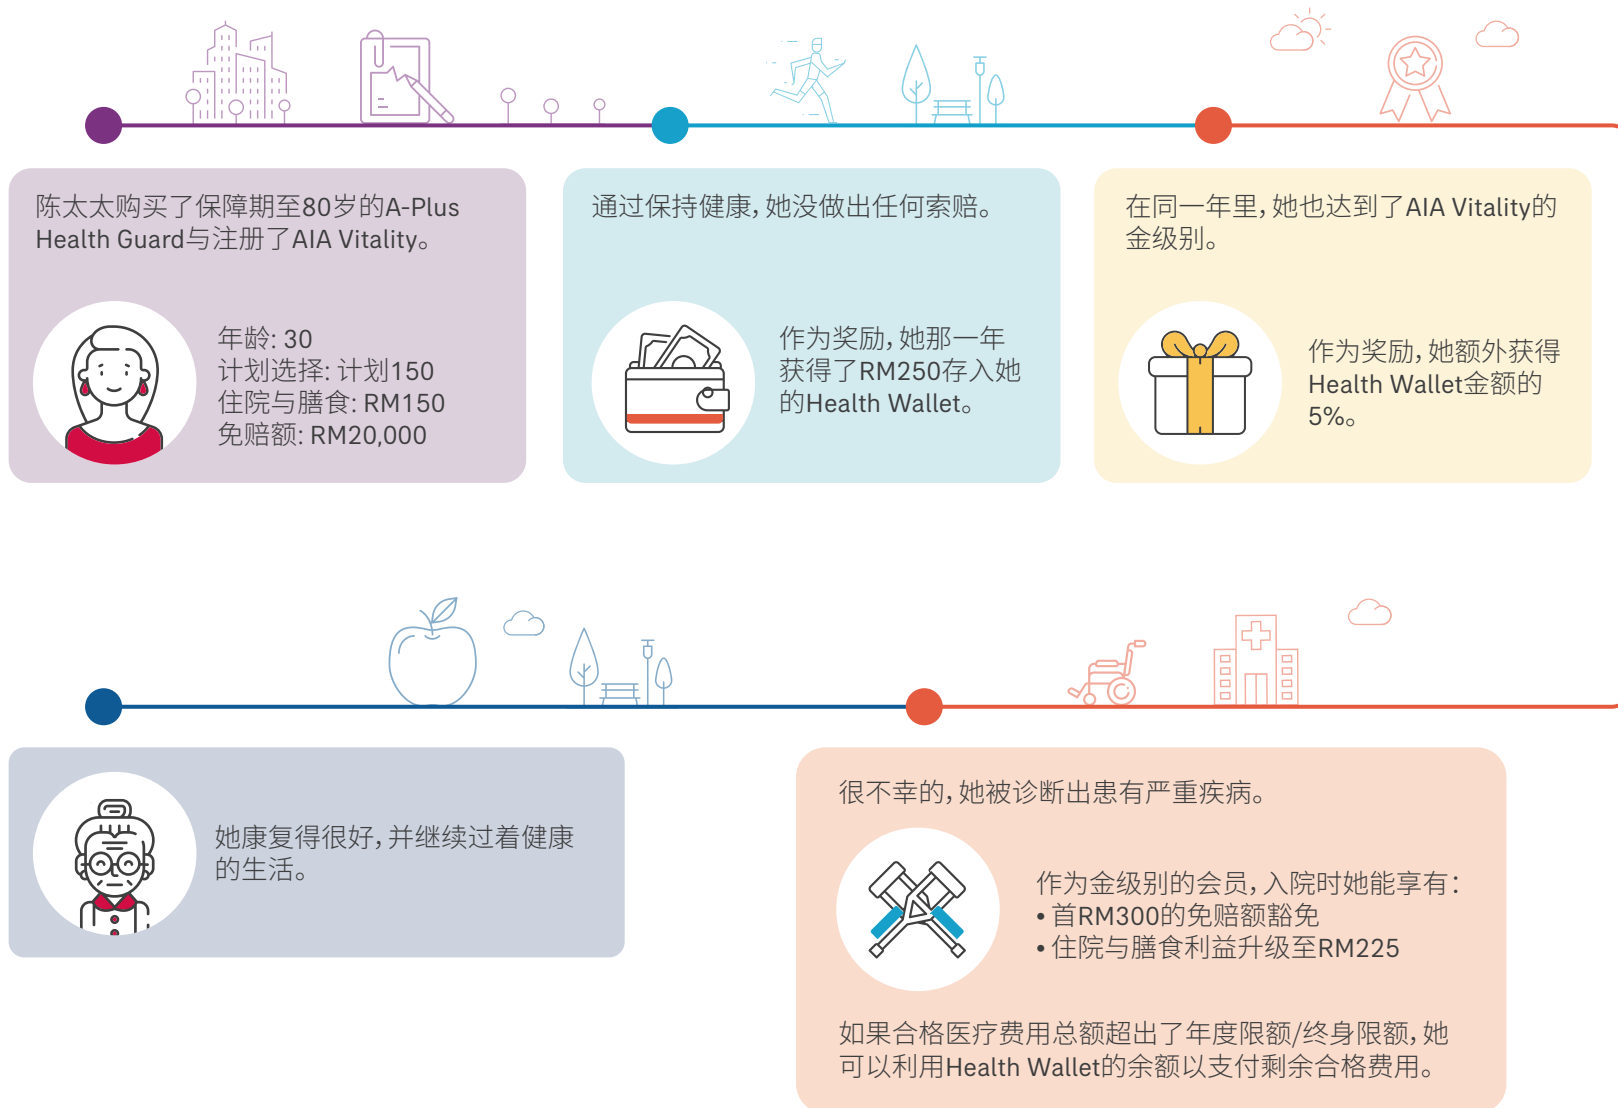 陈太太购买了保障期至80岁的A-Plus
Health Guard与注册了AIA Vitality。
年龄: 30
计划选择: 计划150
住院与膳食: RM150
免赔额: RM20,000
通过保持健康，她没做出任何索赔。
作为奖励，她那一年
获得了RM250存入她
的Health Wallet。
在同一年里，她也达到了AIA Vitality的
金级别。
作为奖励，她额外获得
Health Wallet金额的
5%。
她康复得很好，并继续过着健康
的生活。
很不幸的，她被诊断出患有严重疾病。
作为金级别的会员，入院时她能享有：
• 首RM300的免赔额豁免
• 住院与膳食利益升级至RM225
如果合格医疗费用总额超出了年度限额/终身限额，她
可以利用Health Wallet的余额以支付剩余合格费用。